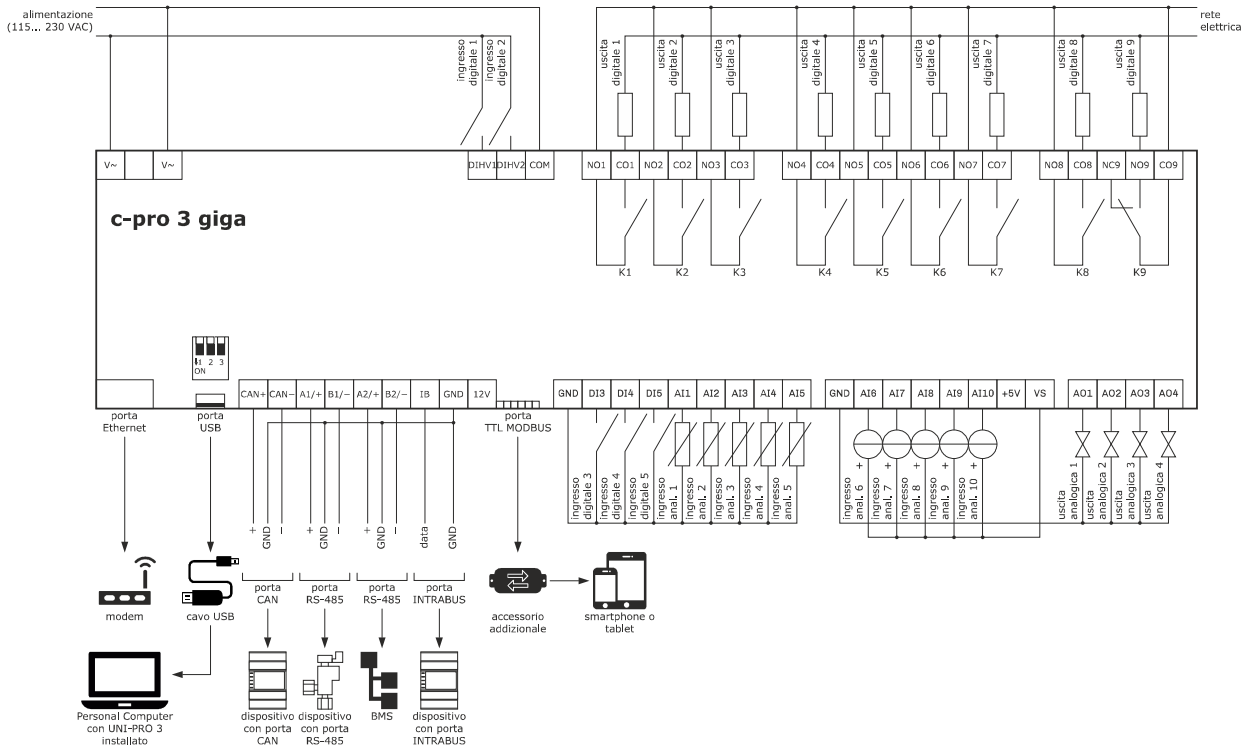 alimentazione
(115... 230 VAC)
rete
elettrica
ingresso
digitale 1
ingresso
digitale 2
uscita
digitale 1
uscita
digitale 2
uscita
digitale 3
uscita
digitale 4
uscita
digitale 5
uscita
digitale 6
uscita
digitale 7
uscita
digitale 8
uscita
digitale 9
V~ V~ DIHV1 DIHV2 COM NO1 CO1 NO2 CO2 NO3 CO3 NO4 CO4 NO5 CO5 NO6 CO6 NO7 CO7 NO8 CO8 NC9 NO9 CO9
c-pro 3 giga
K1 K2 K3 K4 K5 K6 K7 K8 K9
1 2 3
ON
CAN+ CAN− A1/+ B1/− A2/+ B2/− IB GND 12V GND DI3 DI4 DI5 AI1 AI2 AI3 AI4 AI5 GND AI6 AI7 AI8 AI9 AI10 +5V VS AO1 AO2 AO3 AO4
porta
Ethernet
porta
USB
porta
TTL MODBUS
+ + + + +
ingresso
digitale 3
ingresso
digitale 4
ingresso
digitale 5
ingresso
anal. 1
ingresso
anal. 2
ingresso
anal. 3
ingresso
anal. 4
ingresso
anal. 5
ingresso
anal. 6
ingresso
anal. 7
ingresso
anal. 8
ingresso
anal. 9
ingresso
anal. 10
uscita
analogica 1
uscita
analogica 2
uscita
analogica 3
uscita
analogica 4
+ GND − + GND − + GND − data GND
porta
CAN
porta
RS-485
porta
RS-485
porta
INTRABUS
modem
cavo USB
accessorio
addizionale
smartphone o
tablet
Personal Computer
con UNI-PRO 3
installato
dispositivo
con porta
CAN
dispositivo
con porta
RS-485
BMS
dispositivo
con porta
INTRABUS